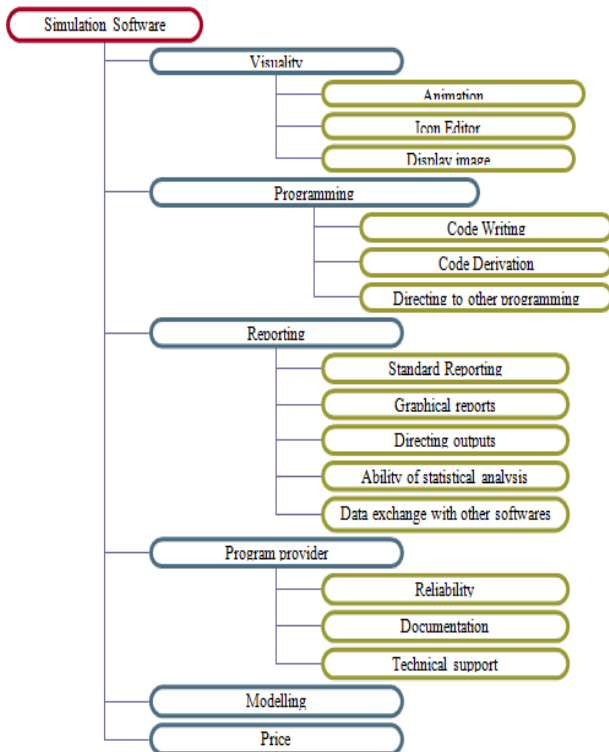 Simulation Software
Visuality
Animation
Icon Editor
Display image
Programming
Code Writing
Code Derivation
Directing to other programming
Reporting
Standard Reporting
Graphical reports
Directing outputs
Ability of statistical analysis
Data exchange with other softwares
Program provider
Reliability
Documentation
Technical support
Modelling
Price